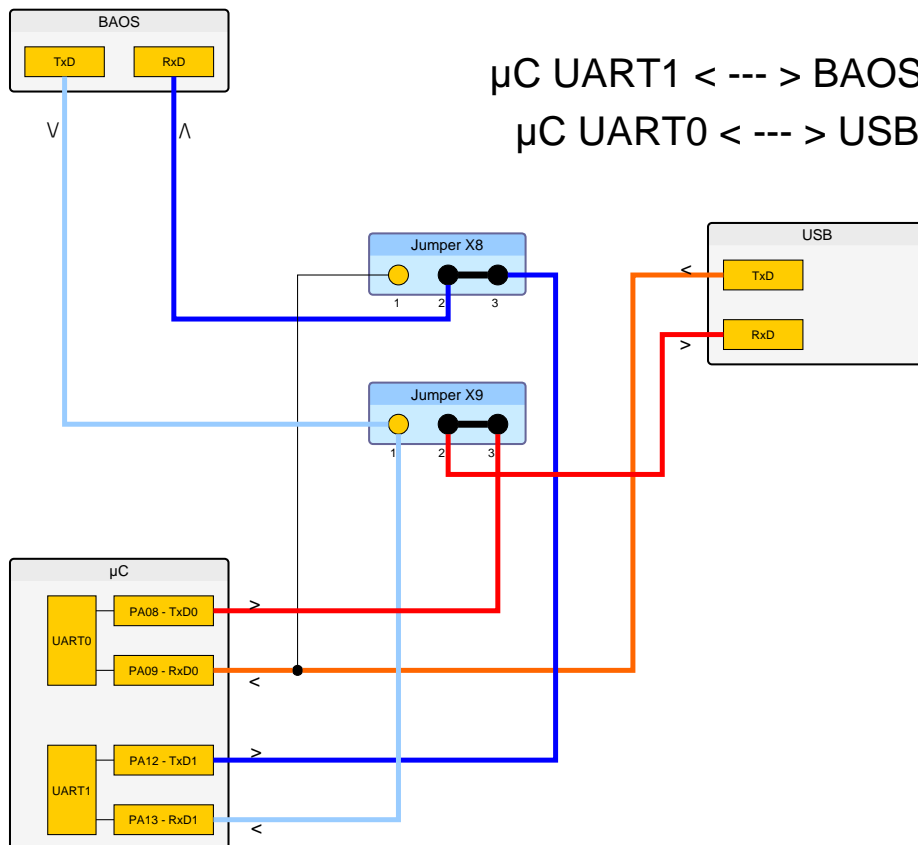 BAOS
TxD
RxD
\/
/\
µC UART1 < --- > BAOS
µC UART0 < --- > USB
Jumper X8
1
2
3
USB
TxD
<
RxD
>
Jumper X9
1
2
3
µC
UART0
PA08 - TxD0
>
PA09 - RxD0
<
UART1
PA12 - TxD1
>
PA13 - RxD1
<